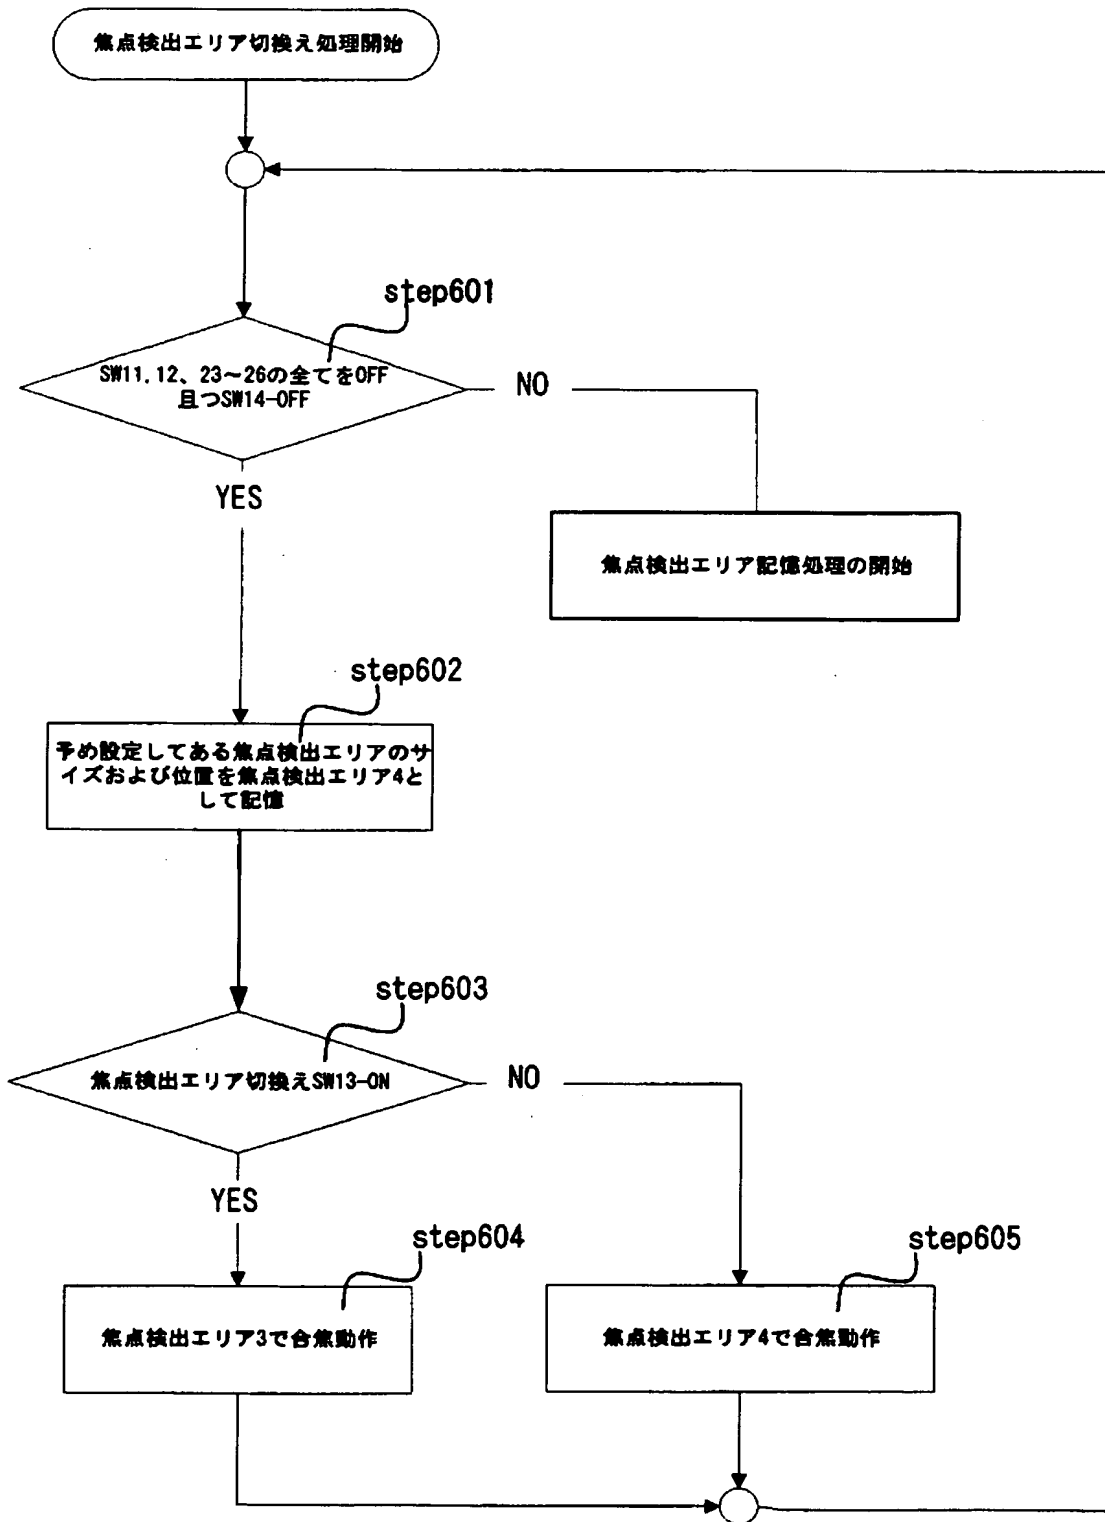 焦点検出エリア切換え処理開始
step601
SW11,12、23～26の全てをOFF
且つSW14-OFF
NO
YES
焦点検出エリア記憶処理の開始
step602
予め設定してある焦点検出エリアのサ
イズおよび位置を焦点検出エリア4と
して記憶
step603
焦点検出エリア切換えSW13-ON
NO
YES
step604
step605
焦点検出エリア3で合焦動作
焦点検出エリア4で合焦動作